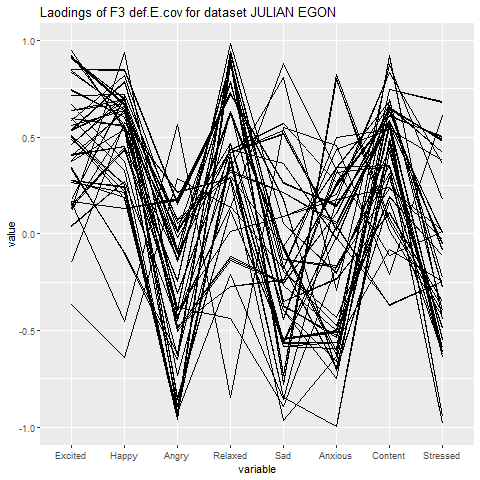 Laodings of F3 def.E.cov for dataset JULIAN EGON
1.0
0.5
0.0
-0.5
-1.0
value
Excited Happy Angry Relaxed Sad Anxious Content Stressed
variable